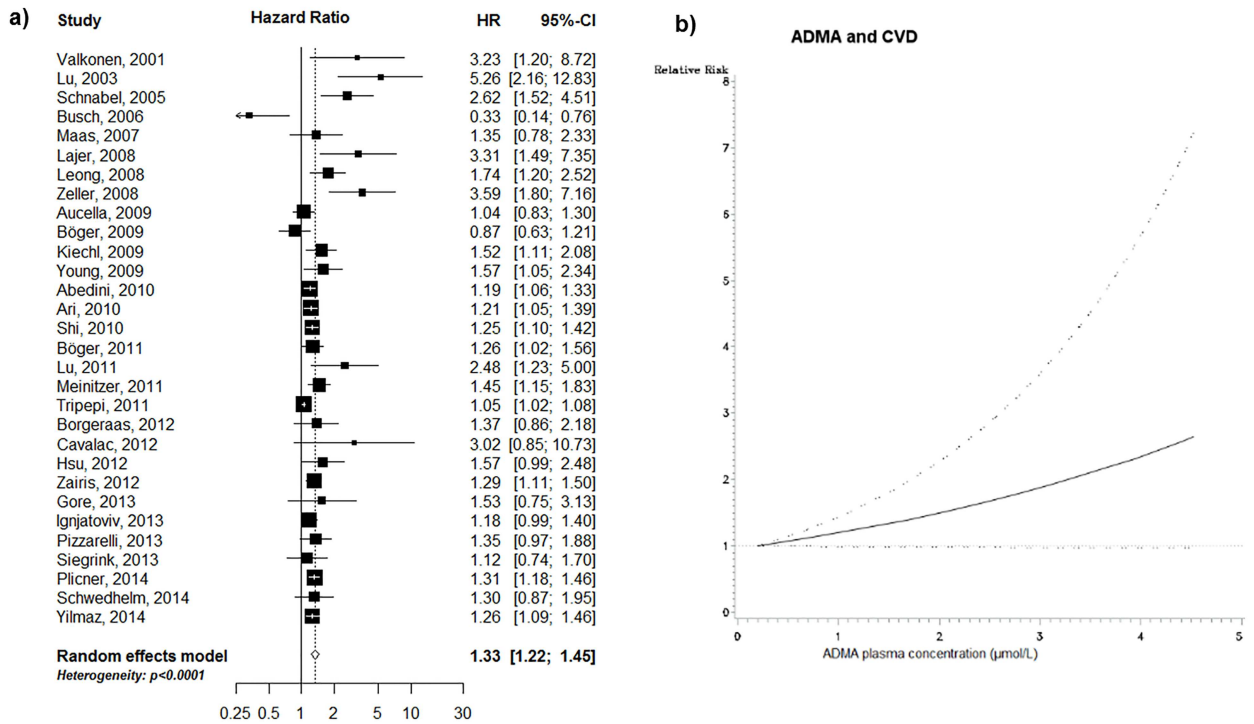 a)
Study Hazard Ratio HR 95%-CI
Valkonen, 2001 3.23 [1.20; 8.72]
Lu, 2003 5.26 [2.16; 12.83]
Schnabel, 2005 2.62 [1.52; 4.51]
Busch, 2006 0.33 [0.14; 0.76]
Maas, 2007 1.35 [0.78; 2.33]
Lajer, 2008 3.31 [1.49; 7.35]
Leong, 2008 1.74 [1.20; 2.52]
Zeller, 2008 3.59 [1.80; 7.16]
Aucella, 2009 1.04 [0.83; 1.30]
Böger, 2009 0.87 [0.63; 1.21]
Kiechl, 2009 1.52 [1.11; 2.08]
Young, 2009 1.57 [1.05; 2.34]
Abedini, 2010 1.19 [1.06; 1.33]
Ari, 2010 1.21 [1.05; 1.39]
Shi, 2010 1.25 [1.10; 1.42]
Böger, 2011 1.26 [1.02; 1.56]
Lu, 2011 2.48 [1.23; 5.00]
Meinitzer, 2011 1.45 [1.15; 1.83]
Tripepi, 2011 1.05 [1.02; 1.08]
Borgeraas, 2012 1.37 [0.86; 2.18]
Cavalac, 2012 3.02 [0.85; 10.73]
Hsu, 2012 1.57 [0.99; 2.48]
Zairis, 2012 1.29 [1.11; 1.50]
Gore, 2013 1.53 [0.75; 3.13]
Ignjatoviv, 2013 1.18 [0.99; 1.40]
Pizzarelli, 2013 1.35 [0.97; 1.88]
Siegrink, 2013 1.12 [0.74; 1.70]
Plicner, 2014 1.31 [1.18; 1.46]
Schwedhelm, 2014 1.30 [0.87; 1.95]
Yilmaz, 2014 1.26 [1.09; 1.46]
Random effects model 1.33 [1.22; 1.45]
Heterogeneity: p<0.0001
0.25 0.5 1 2 5 10 30
b)
ADMA and CVD
Relative Risk
8
7
6
5
4
3
2
1
0
0 1 2 3 4 5
ADMA plasma concentration (µmol/L)